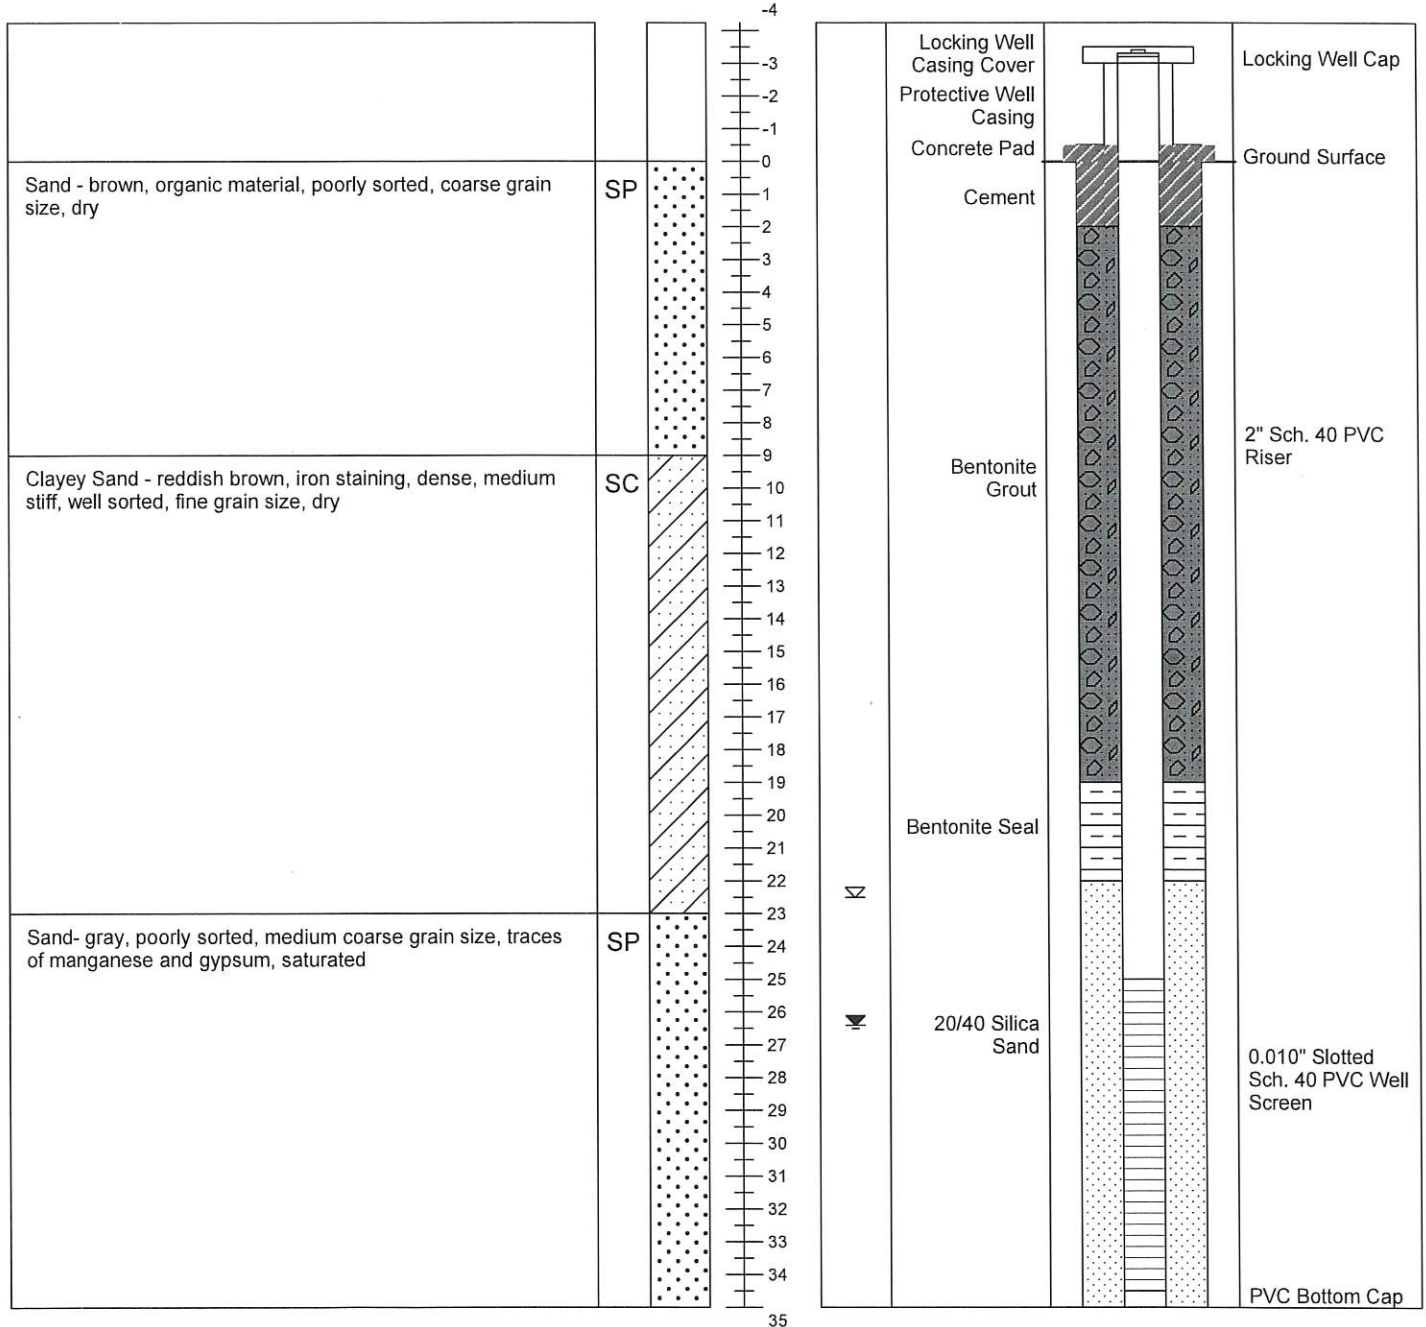 Sand - brown, organic material, poorly sorted, coarse grain
size, dry
SP
Clayey Sand - reddish brown, iron staining, dense, medium
stiff, well sorted, fine grain size, dry
SC
Sand- gray, poorly sorted, medium coarse grain size, traces
of manganese and gypsum, saturated
SP
-4
-3
-2
-1
0
1
2
3
4
5
6
7
8
9
10
11
12
13
14
15
16
17
18
19
20
21
22
23
24
25
26
27
28
29
30
31
32
33
34
35
Locking Well
Casing Cover
Protective Well
Casing
Concrete Pad
Cement
Bentonite
Grout
Bentonite Seal
20/40 Silica
Sand
Locking Well Cap
Ground Surface
2" Sch. 40 PVC
Riser
0.010" Slotted
Sch. 40 PVC Well
Screen
PVC Bottom Cap